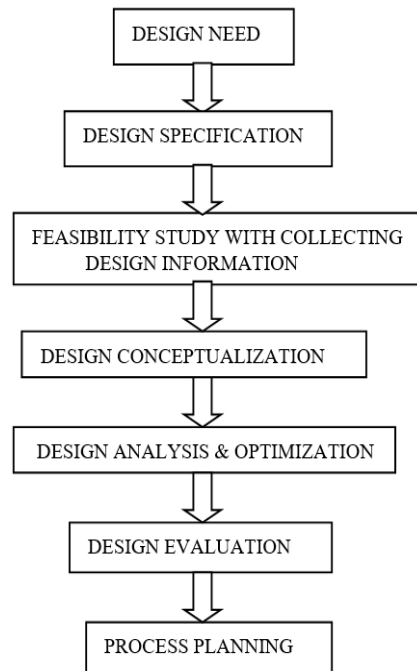 DESIGN NEED
DESIGN SPECIFICATION
FEASIBILITY STUDY WITH COLLECTING
DESIGN INFORMATION
DESIGN CONCEPTUALIZATION
DESIGN ANALYSIS & OPTIMIZATION
DESIGN EVALUATION
PROCESS PLANNING